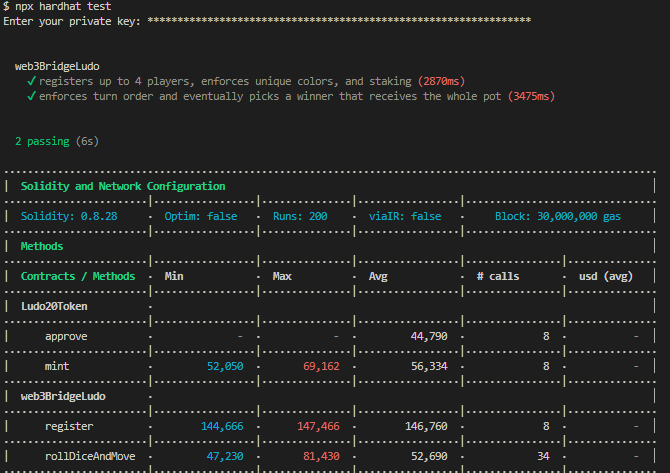 $ npx hardhat test
Enter your private key: ****************************************************************
web3BridgeLudo
✓ registers up to 4 players, enforces unique colors, and staking (2870ms)
✓ enforces turn order and eventually picks a winner that receives the whole pot (3475ms)
2 passing (6s)
| Solidity and Network Configuration |
| Solidity: 0.8.28 · Optim: false · Runs: 200 · viaIR: false · Block: 30,000,000 gas |
| Methods |
| Contracts / Methods · Min · Max · Avg · # calls · usd (avg) |
| Ludo20Token · |
| approve · - · - · 44,790 · 8 · - |
| mint · 52,050 · 69,162 · 56,334 · 8 · - |
| web3BridgeLudo · |
| register · 144,666 · 147,466 · 146,760 · 8 · - |
| rollDiceAndMove · 47,230 · 81,430 · 52,690 · 34 · - |